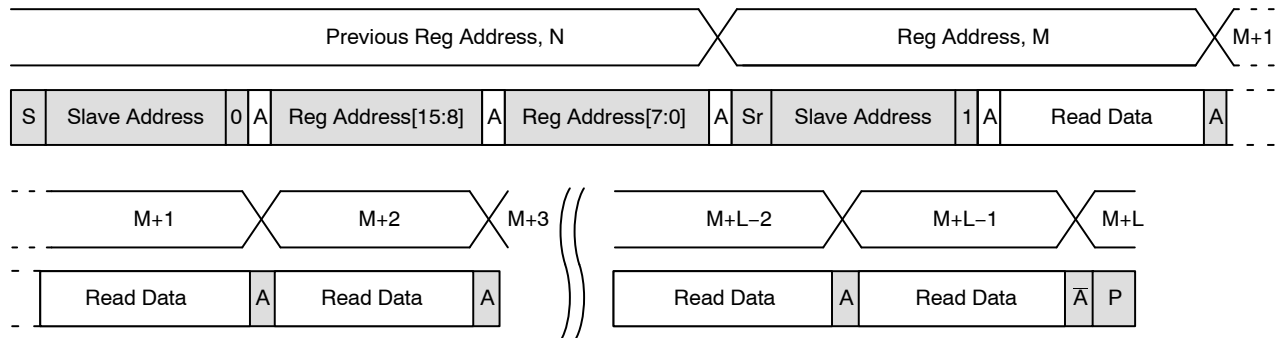 Previous Reg Address, N Reg Address, M M+1
S Slave Address 0 A Reg Address[15:8] A Reg Address[7:0] A Sr Slave Address 1 A Read Data A
M+1 M+2 M+3 M+L−2 M+L−1 M+L
Read Data A Read Data A Read Data A Read Data A̅ P